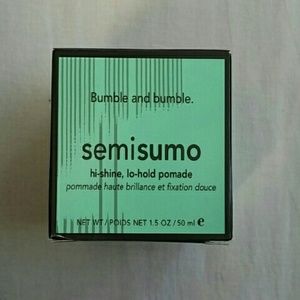 Bumble and bumble.
semisumo
hi-shine, lo-hold pomade
pommade haute brillance et fixation douce
NET WT / POIDS NET 1.5 OZ / 50 ml e